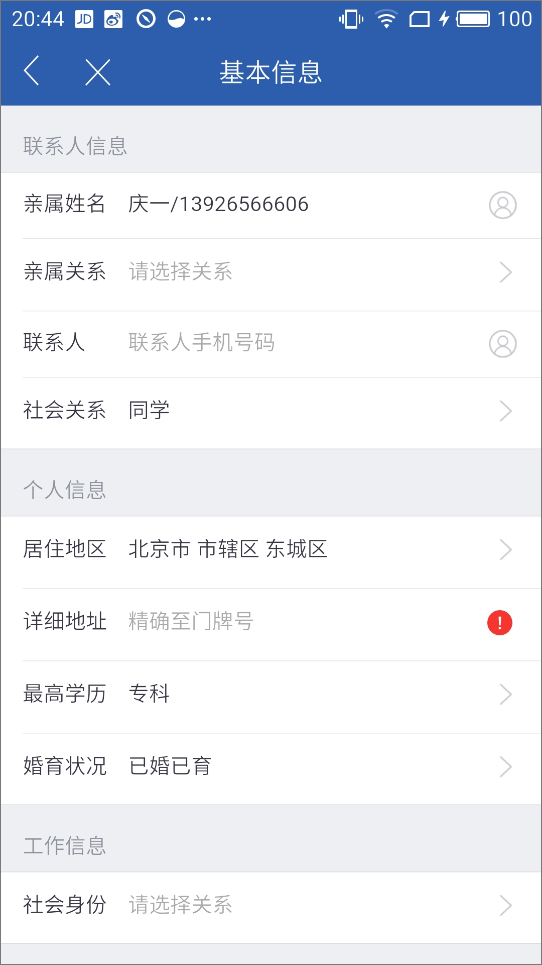 20:44 JD 100
基本信息
联系人信息
亲属姓名 庆一/13926566606
亲属关系 请选择关系
联系人 联系人手机号码
社会关系 同学
个人信息
居住地区 北京市 市辖区 东城区
详细地址 精确至门牌号
最高学历 专科
婚育状况 已婚已育
工作信息
社会身份 请选择关系